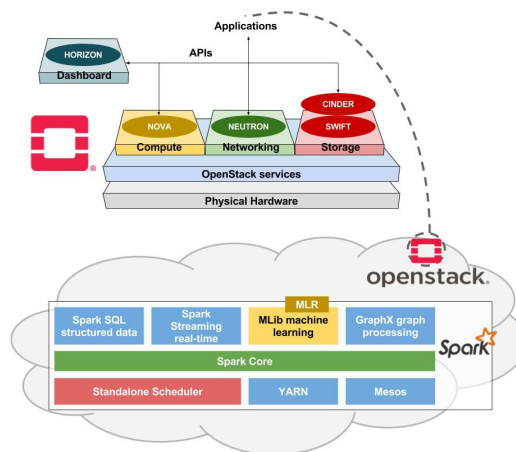 Applications
HORIZON
APIs
Dashboard
CINDER
NOVA
NEUTRON
SWIFT
Compute
Networking
Storage
®
OpenStack services
Physical Hardware
openstack.
MLR
Spark SQL
structured data
Spark
Streaming
real-time
MLib machine
learning
GraphX graph
processing
Spark
Spark Core
Standalone Scheduler
YARN
Mesos